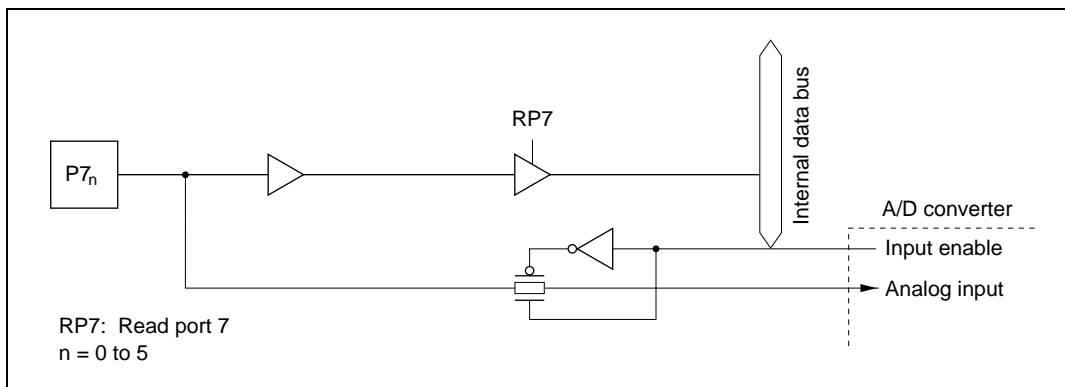 RP7
P7n
Internal data bus
A/D converter
Input enable
Analog input
RP7: Read port 7
n = 0 to 5